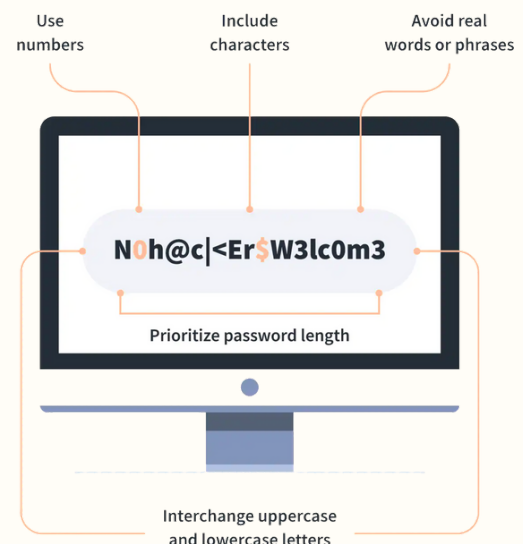 Use
numbers
Include
characters
Avoid real
words or phrases
N0h@c|<Er$W3lc0m3
Prioritize password length
Interchange uppercase
and lowercase letters